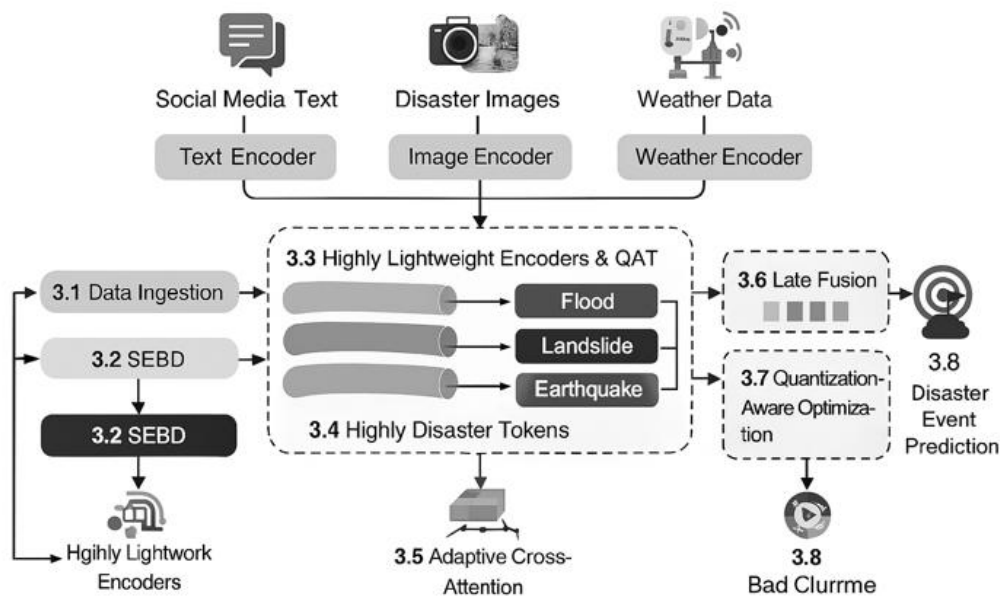 Social Media Text
Disaster Images
Weather Data
Text Encoder
Image Encoder
Weather Encoder
3.3 Highly Lightweight Encoders & QAT
3.1 Data Ingestion
3.2 SEBD
3.2 SEBD
Hgihly Lightwork
Encoders
Flood
Landslide
Earthquake
3.4 Highly Disaster Tokens
3.5 Adaptive Cross-
Attention
3.6 Late Fusion
3.7 Quantization-
Aware Optimiza-
tion
3.8
Disaster
Event
Prediction
3.8
Bad Clurrme